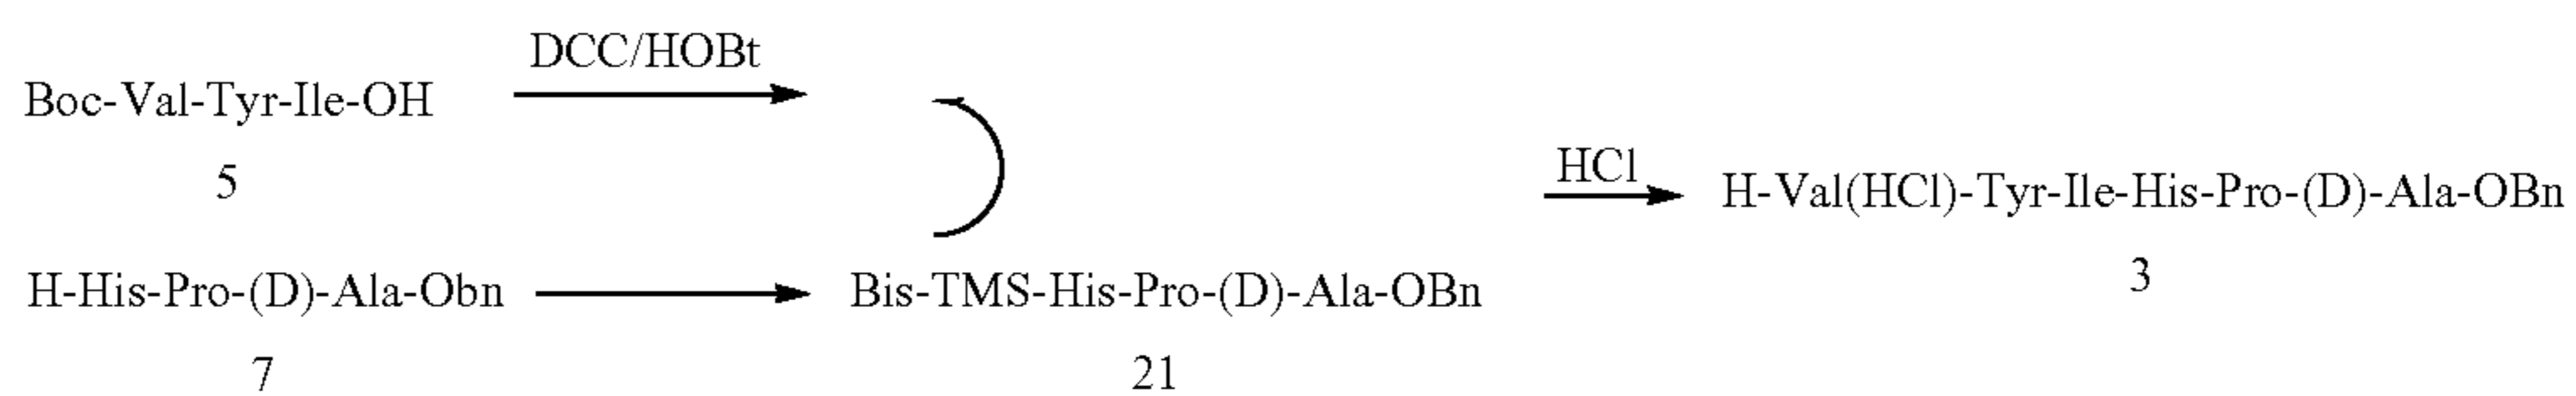 DCC/HOBt
Boc-Val-Tyr-Ile-OH
5
HCl
H-Val(HCl)-Tyr-Ile-His-Pro-(D)-Ala-OBn
3
H-His-Pro-(D)-Ala-Obn
7
Bis-TMS-His-Pro-(D)-Ala-OBn
21